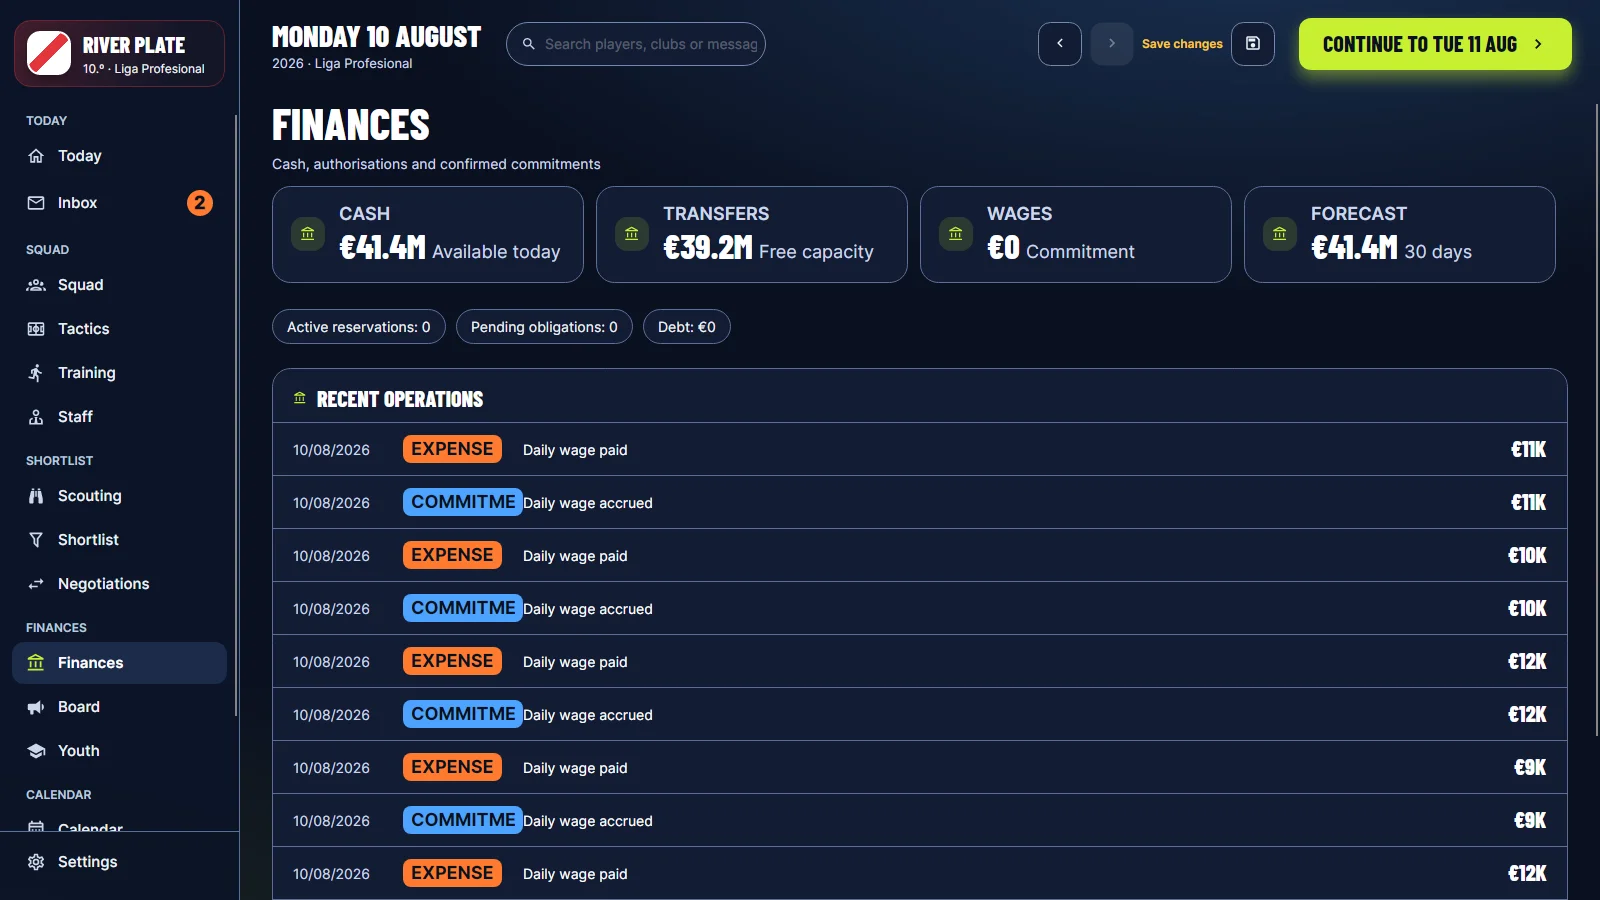 RIVER PLATE
10.º · Liga Profesional
MONDAY 10 AUGUST
2026 · Liga Profesional
Search players, clubs or messag
Save changes
CONTINUE TO TUE 11 AUG
TODAY
Today
Inbox
2
SQUAD
Squad
Tactics
Training
Staff
SHORTLIST
Scouting
Shortlist
Negotiations
FINANCES
Finances
Board
Youth
CALENDAR
Calendar
Settings
FINANCES
Cash, authorisations and confirmed commitments
CASH
€41.4M Available today
TRANSFERS
€39.2M Free capacity
WAGES
€0 Commitment
FORECAST
€41.4M 30 days
Active reservations: 0
Pending obligations: 0
Debt: €0
RECENT OPERATIONS
10/08/2026 EXPENSE Daily wage paid €11K
10/08/2026 COMMITME Daily wage accrued €11K
10/08/2026 EXPENSE Daily wage paid €10K
10/08/2026 COMMITME Daily wage accrued €10K
10/08/2026 EXPENSE Daily wage paid €12K
10/08/2026 COMMITME Daily wage accrued €12K
10/08/2026 EXPENSE Daily wage paid €9K
10/08/2026 COMMITME Daily wage accrued €9K
10/08/2026 EXPENSE Daily wage paid €12K